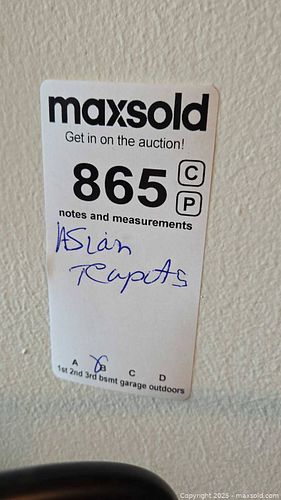 maxsold
Get in on the auction!
865 C
P
notes and measurements
Asian
Teapots
A B C D
1st 2nd 3rd bsmt garage outdoors
Copyright 2025 - maxsold.com